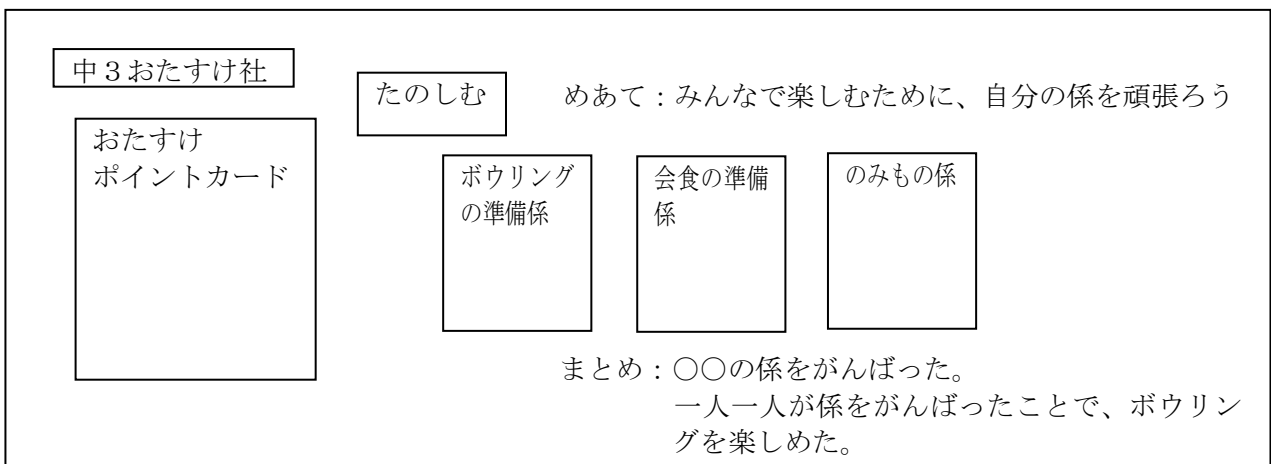 中３おたすけ社
たのしむ
めあて：みんなで楽しむために、自分の係を頑張ろう
おたすけ
ポイントカード
ボウリング
の準備係
会食の準備
係
のみもの係
まとめ：○○の係をがんばった。
一人一人が係をがんばったことで、ボウリン
グを楽しめた。